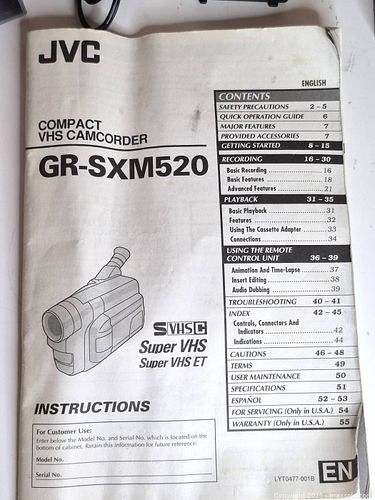 JVC
ENGLISH
COMPACT
VHS CAMCORDER
GR-SXM520
CONTENTS
SAFETY PRECAUTIONS 2 – 5
QUICK OPERATION GUIDE 6
MAJOR FEATURES 7
PROVIDED ACCESSORIES 7
GETTING STARTED 8 – 15
RECORDING 16 – 30
Basic Recording 16
Basic Features 18
Advanced Features 21
PLAYBACK 31 – 35
Basic Playback 31
Features 32
Using The Cassette Adapter 33
Connections 34
USING THE REMOTE
CONTROL UNIT 36 – 39
Animation And Time-Lapse 37
Insert Editing 38
Audio Dubbing 39
TROUBLESHOOTING 40 – 41
INDEX 42 – 45
Controls, Connectors And
Indicators 42
Indications 44
CAUTIONS 46 – 48
TERMS 49
USER MAINTENANCE 50
SPECIFICATIONS 51
ESPAÑOL 52 – 53
FOR SERVICING (Only in U.S.A.) 54
WARRANTY (Only in U.S.A.) 55
SVHSC
Super VHS
Super VHS ET
INSTRUCTIONS
For Customer Use:
Enter below the Model No. and Serial No. which is located on the
bottom of cabinet. Retain this information for future reference.
Model No.
Serial No.
LYT0477-001B
EN